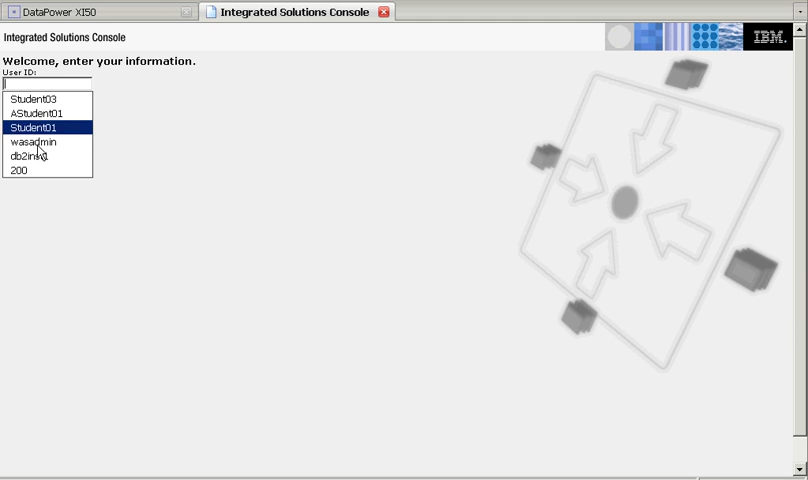 DataPower XI50
Integrated Solutions Console
Integrated Solutions Console
IBM.
Welcome, enter your information.
User ID:
Student03
AStudent01
Student01
wasadmin
db2inst1
200